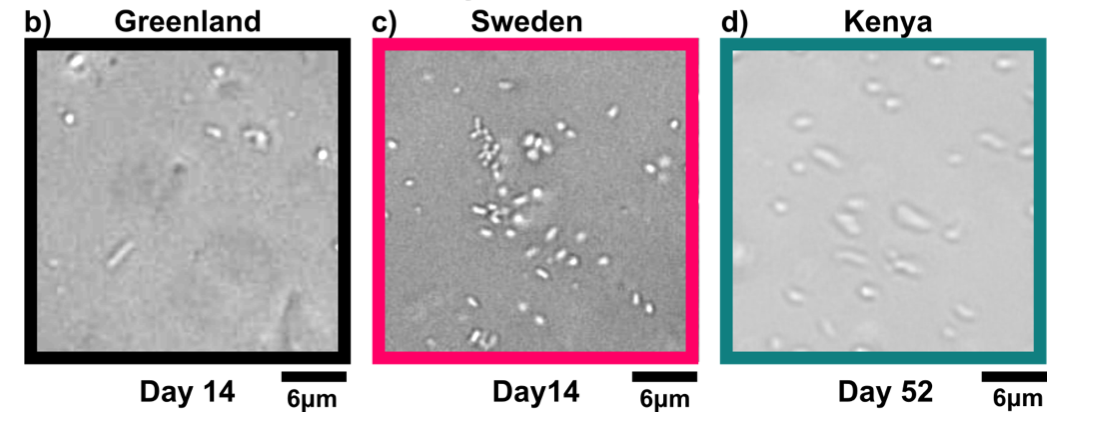 b) Greenland
c) Sweden
d) Kenya
Day 14
6μm
Day14
6μm
Day 52
6μm